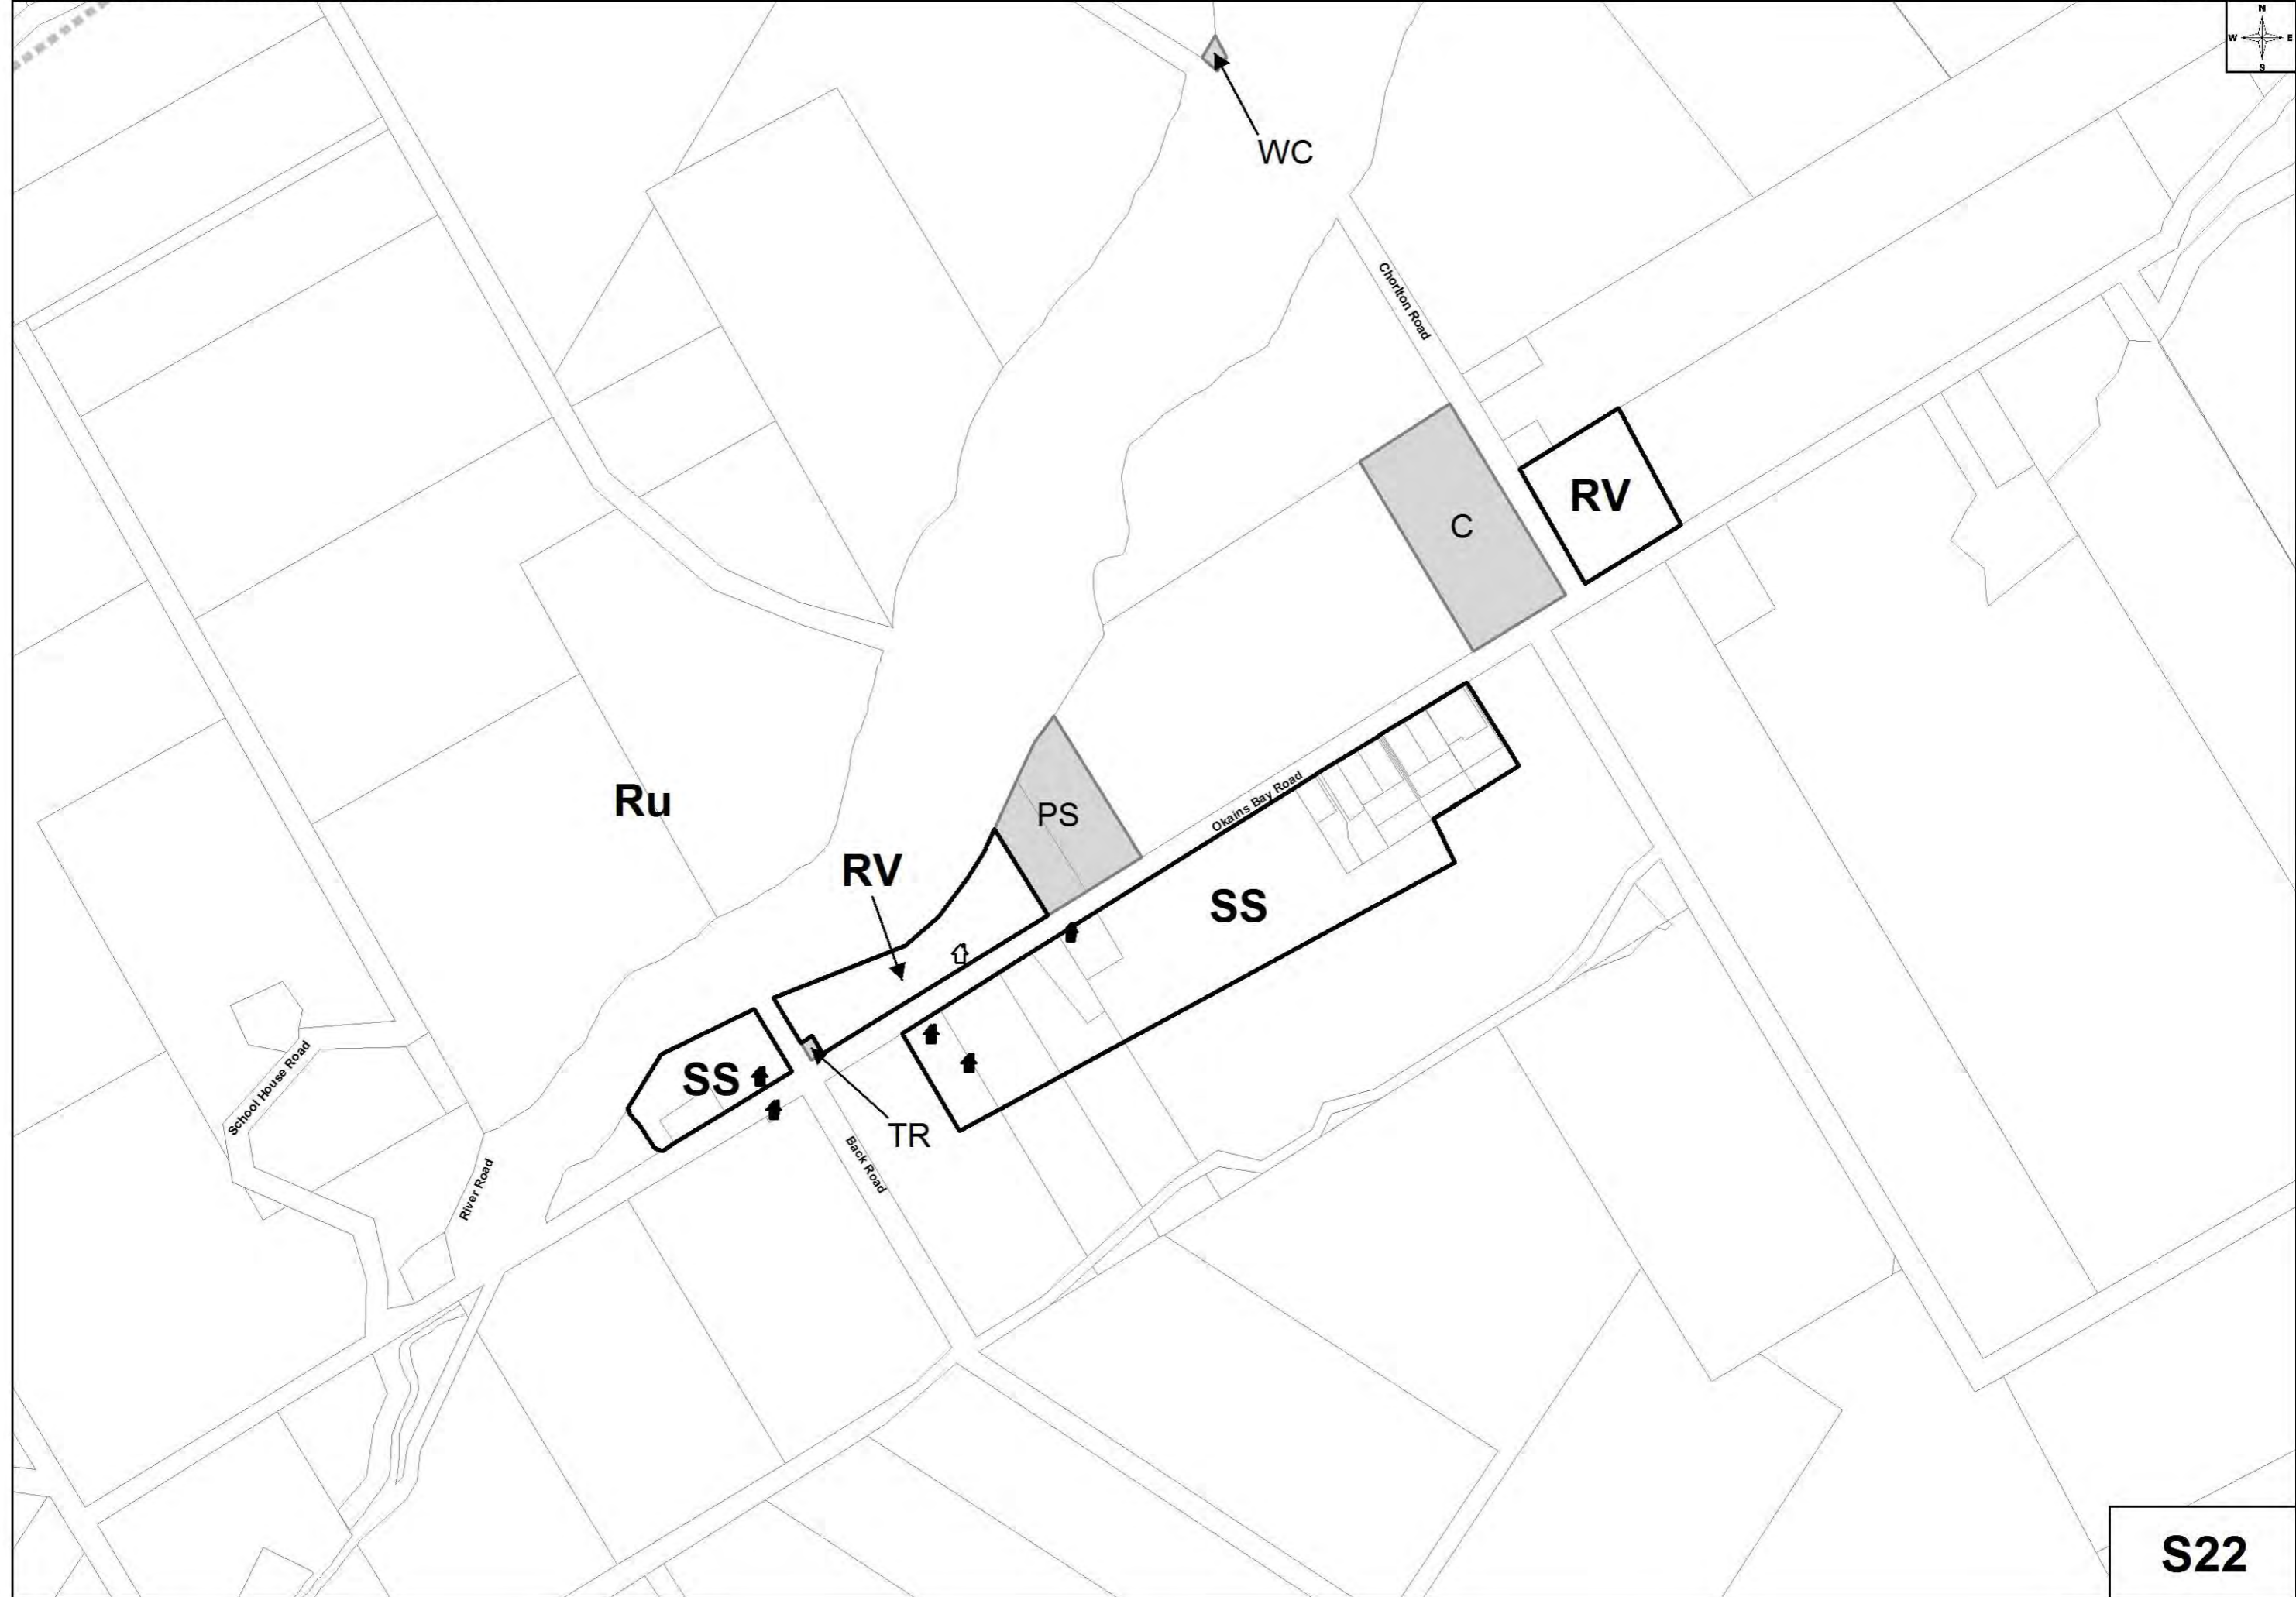 N
W E
S
WC
Chorlton Road
RV
C
Ru
PS
Okains Bay Road
RV
SS
SS
School House Road
TR
Back Road
River Road
S22